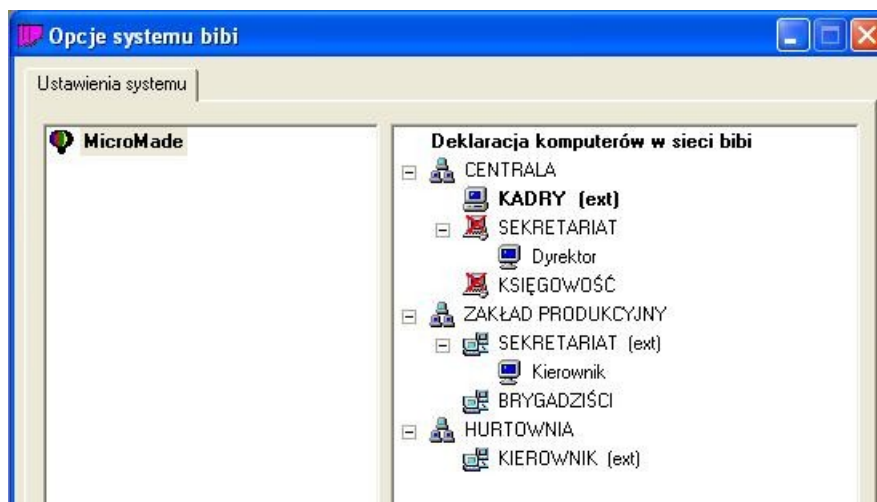 Opcje systemu bibi
Ustawienia systemu
MicroMade
Deklaracja komputerów w sieci bibi
CENTRALA
KADRY (ext)
SEKRETARIAT
Dyrektor
KSIĘGOWOŚĆ
ZAKŁAD PRODUKCYJNY
SEKRETARIAT (ext)
Kierownik
BRYGADZIŚCI
HURTOWNIA
KIEROWNIK (ext)